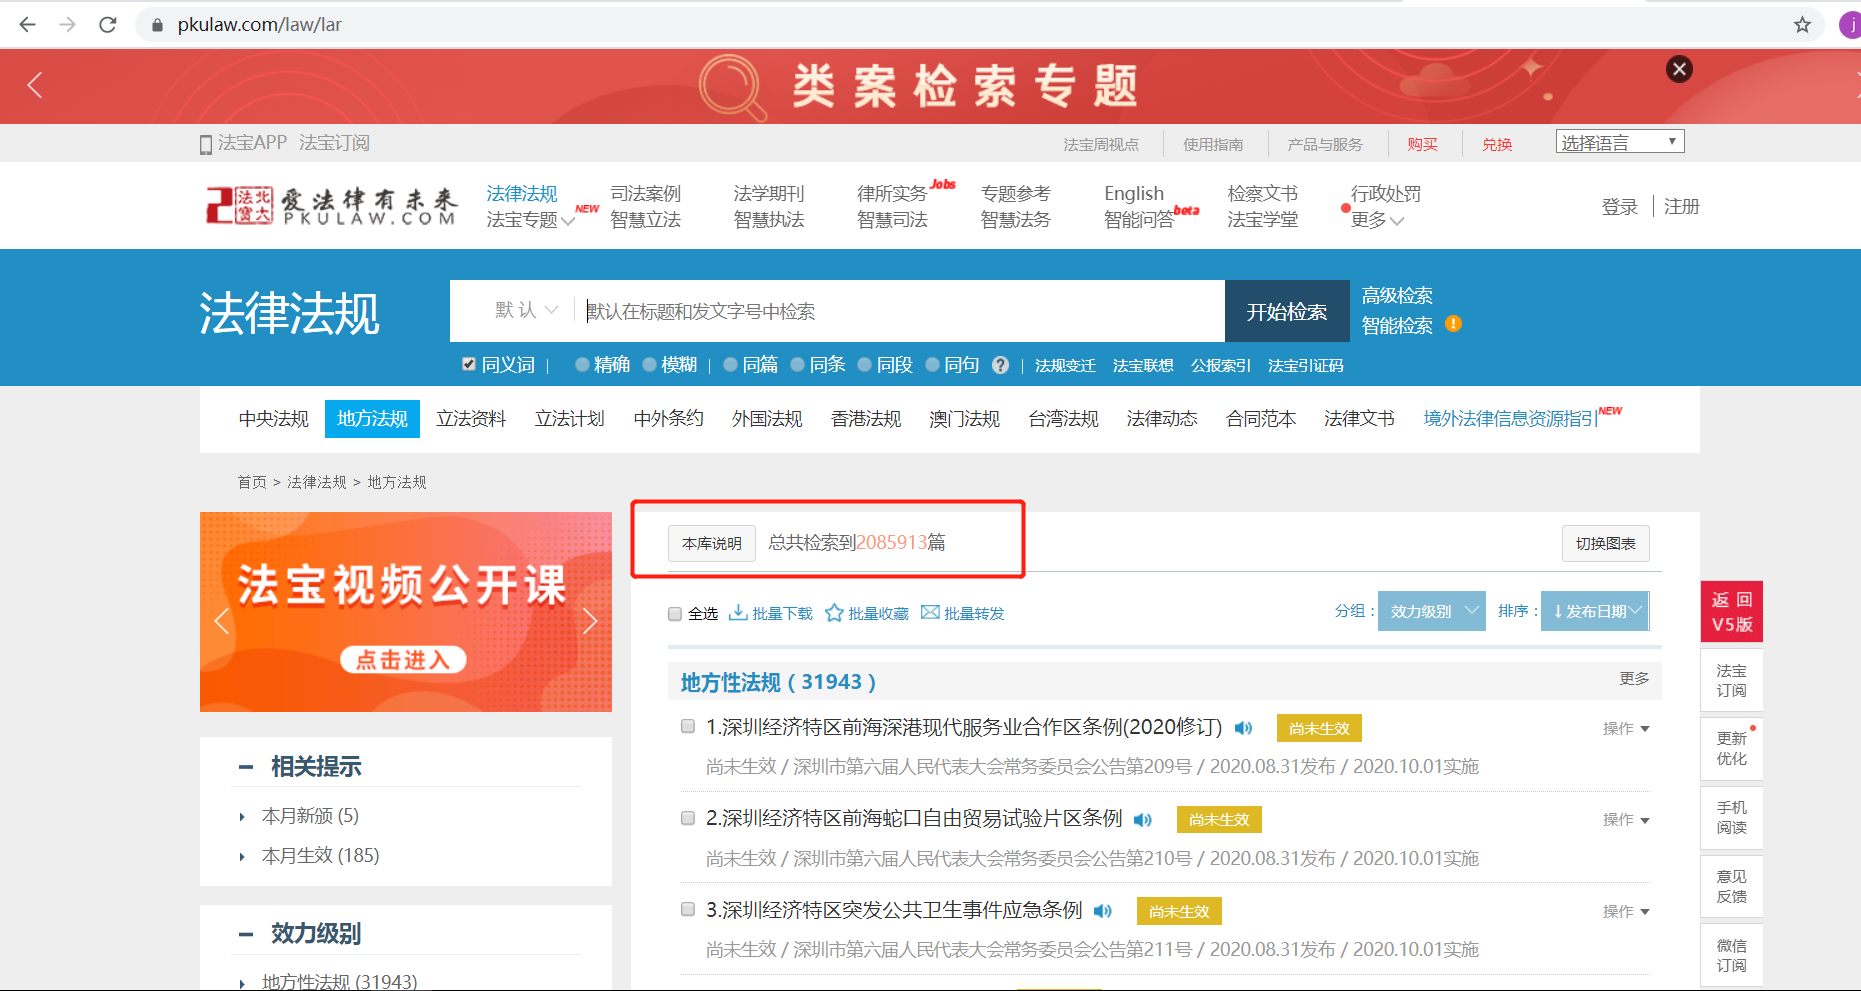 pkulaw.com/law/lar
j
类案检索专题
法宝APP 法宝订阅
法宝周视点 使用指南 产品与服务 购买 兑换 选择语言
爱法律有未来
PKULAW.COM
法宝 北大
法律法规 司法案例 法学期刊 律所实务 Jobs 专题参考 English 检察文书 行政处罚
法宝专题 NEW 智慧立法 智慧执法 智慧司法 智慧法务 智能问答 beta 法宝学堂 更多
登录 注册
法律法规
默认 默认在标题和发文字号中检索 开始检索
高级检索
智能检索 !
同义词 | 精确 模糊 | 同篇 同条 同段 同句 ? | 法规变迁 法宝联想 公报索引 法宝引证码
中央法规 地方法规 立法资料 立法计划 中外条约 外国法规 香港法规 澳门法规 台湾法规 法律动态 合同范本 法律文书 境外法律信息资源指引 NEW
首页 > 法律法规 > 地方法规
法宝视频公开课
点击进入
本库说明 总共检索到2085913篇 切换图表
全选 批量下载 批量收藏 批量转发
分组： 效力级别 排序： ↓发布日期
地方性法规（31943） 更多
1.深圳经济特区前海深港现代服务业合作区条例(2020修订) 尚未生效 操作
尚未生效 / 深圳市第六届人民代表大会常务委员会公告第209号 / 2020.08.31发布 / 2020.10.01实施
2.深圳经济特区前海蛇口自由贸易试验片区条例 尚未生效 操作
尚未生效 / 深圳市第六届人民代表大会常务委员会公告第210号 / 2020.08.31发布 / 2020.10.01实施
3.深圳经济特区突发公共卫生事件应急条例 尚未生效 操作
尚未生效 / 深圳市第六届人民代表大会常务委员会公告第211号 / 2020.08.31发布 / 2020.10.01实施
相关提示
本月新颁 (5)
本月生效 (185)
效力级别
地方性法规 (31943)
返回
V5版
法宝
订阅
更新
优化
手机
阅读
意见
反馈
微信
订阅